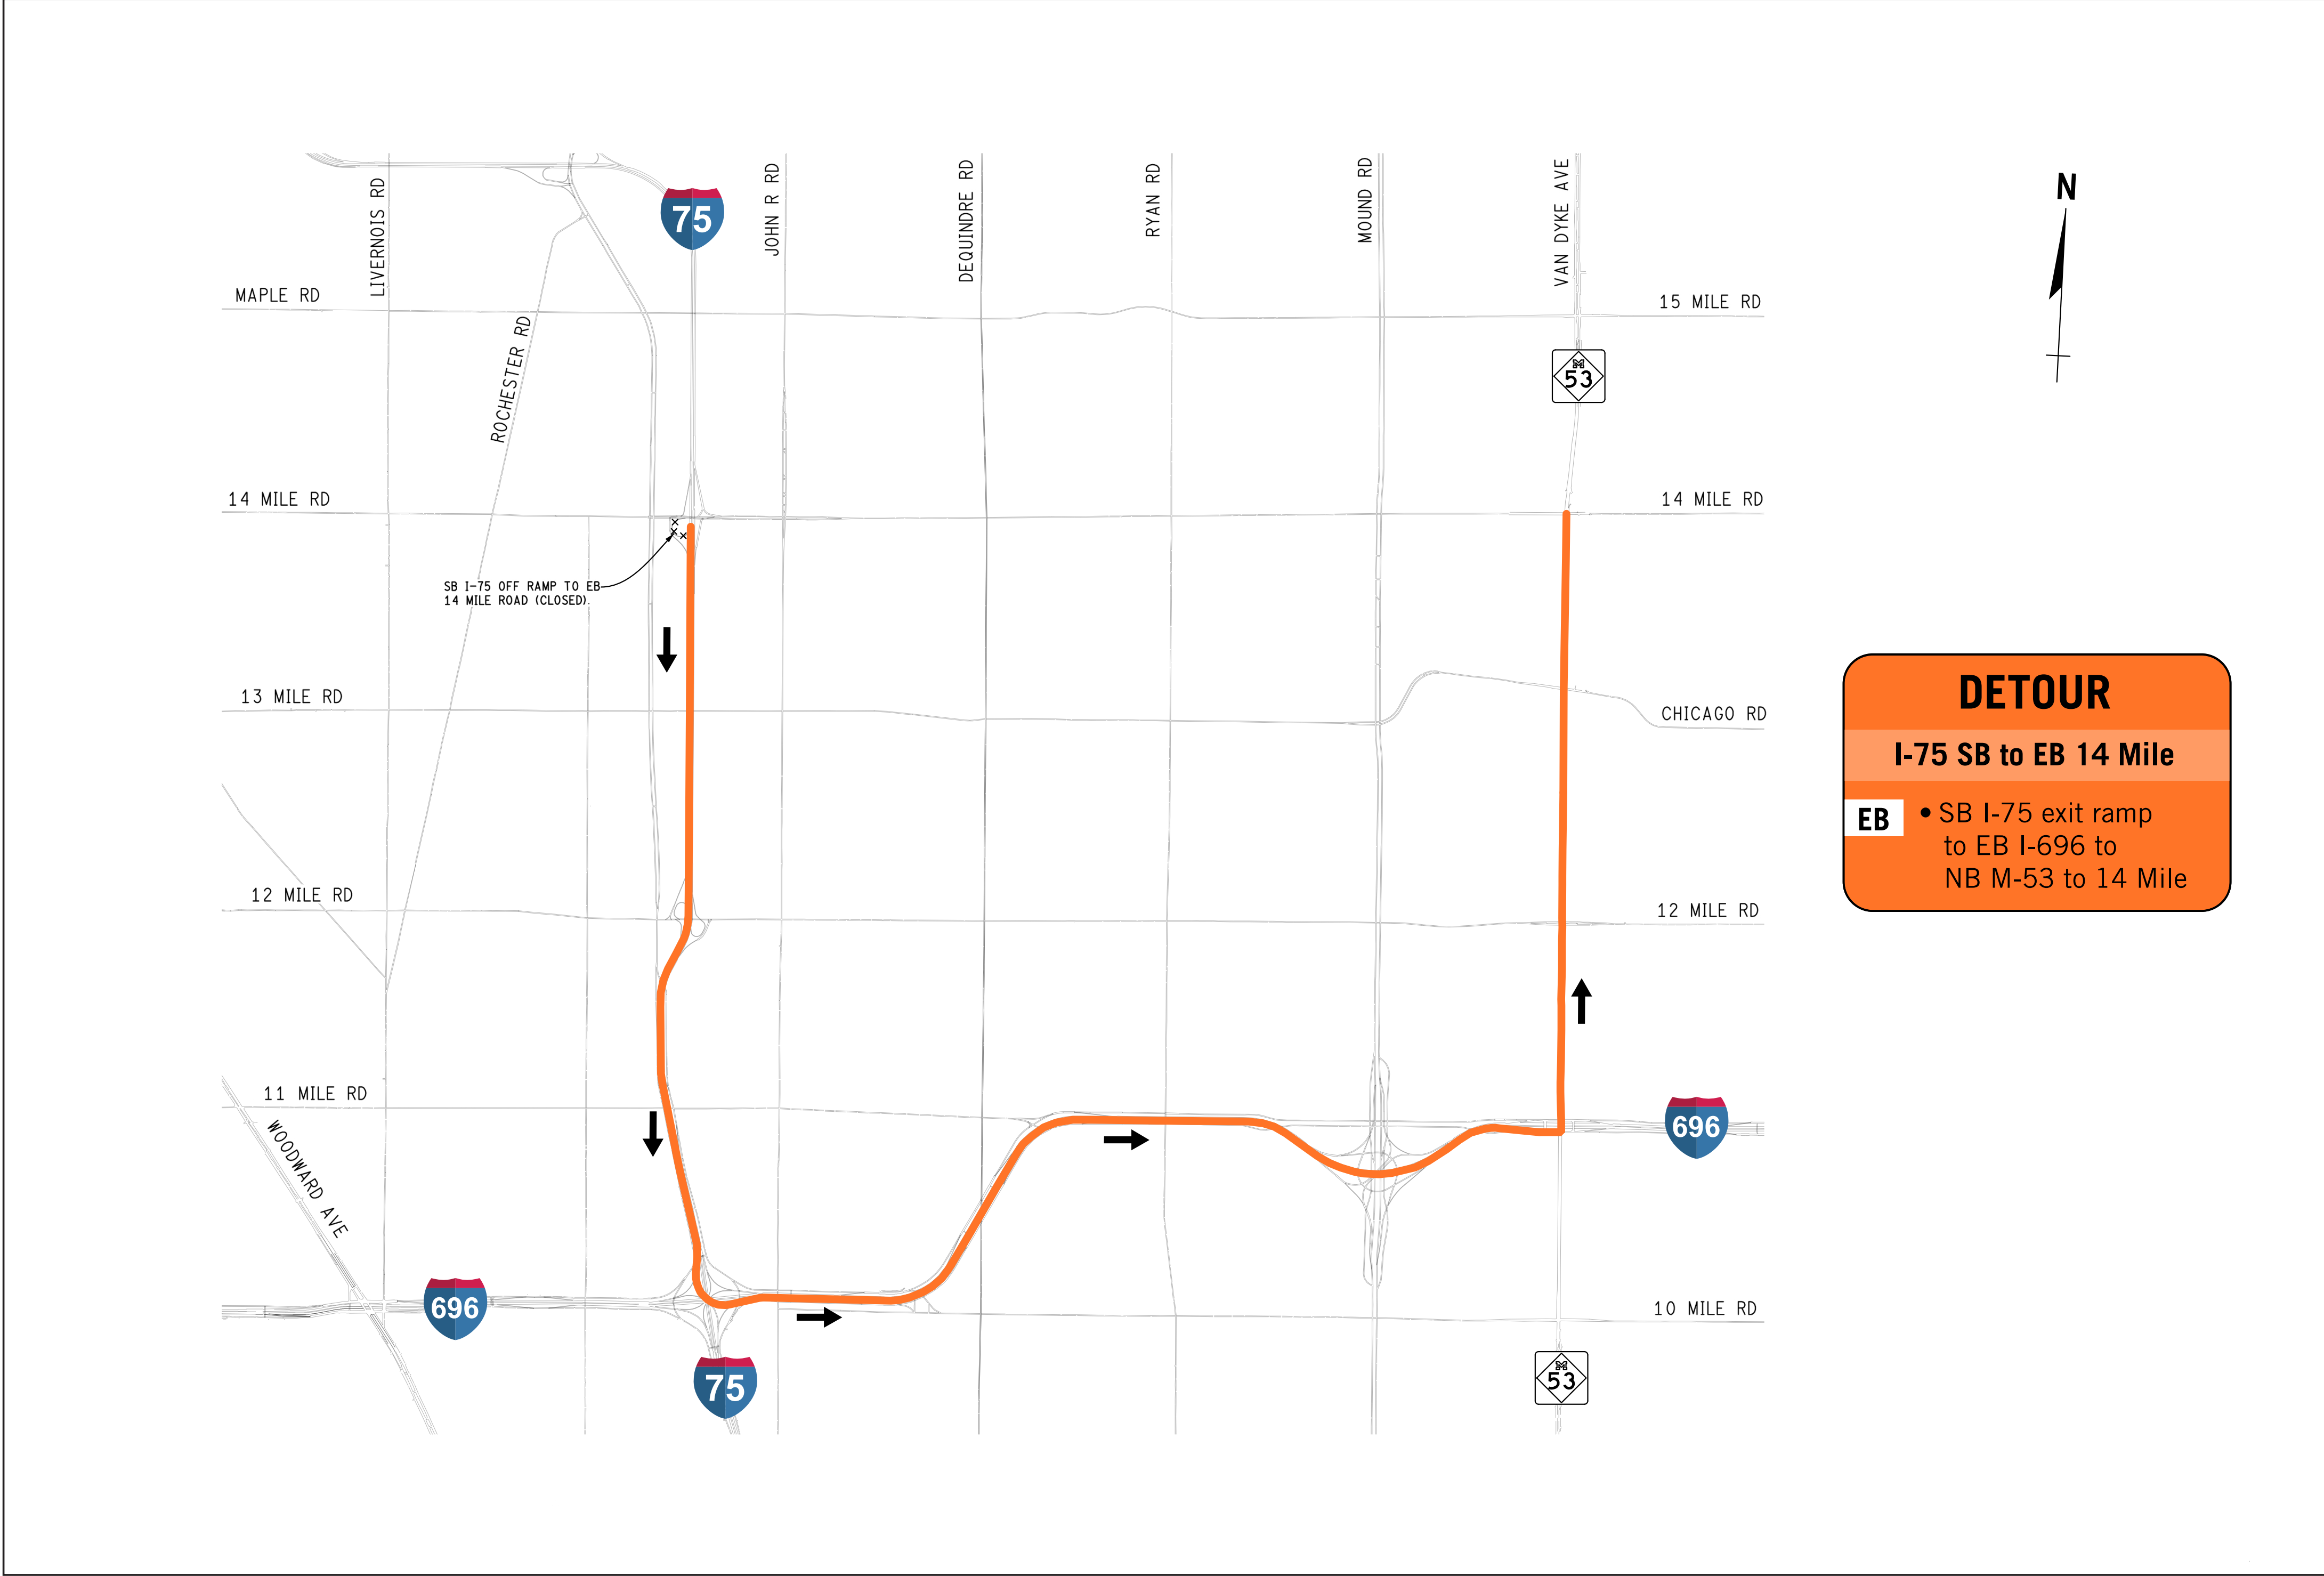 LIVERNOIS RD
75
JOHN R RD
DEQUINDRE RD
RYAN RD
MOUND RD
VAN DYKE AVE
N
MAPLE RD
15 MILE RD
ROCHESTER RD
M
53
14 MILE RD
14 MILE RD
SB I-75 OFF RAMP TO EB
14 MILE ROAD (CLOSED).
13 MILE RD
CHICAGO RD
DETOUR
I-75 SB to EB 14 Mile
EB
• SB I-75 exit ramp
to EB I-696 to
NB M-53 to 14 Mile
12 MILE RD
12 MILE RD
11 MILE RD
696
WOODWARD AVE
696
10 MILE RD
75
M
53